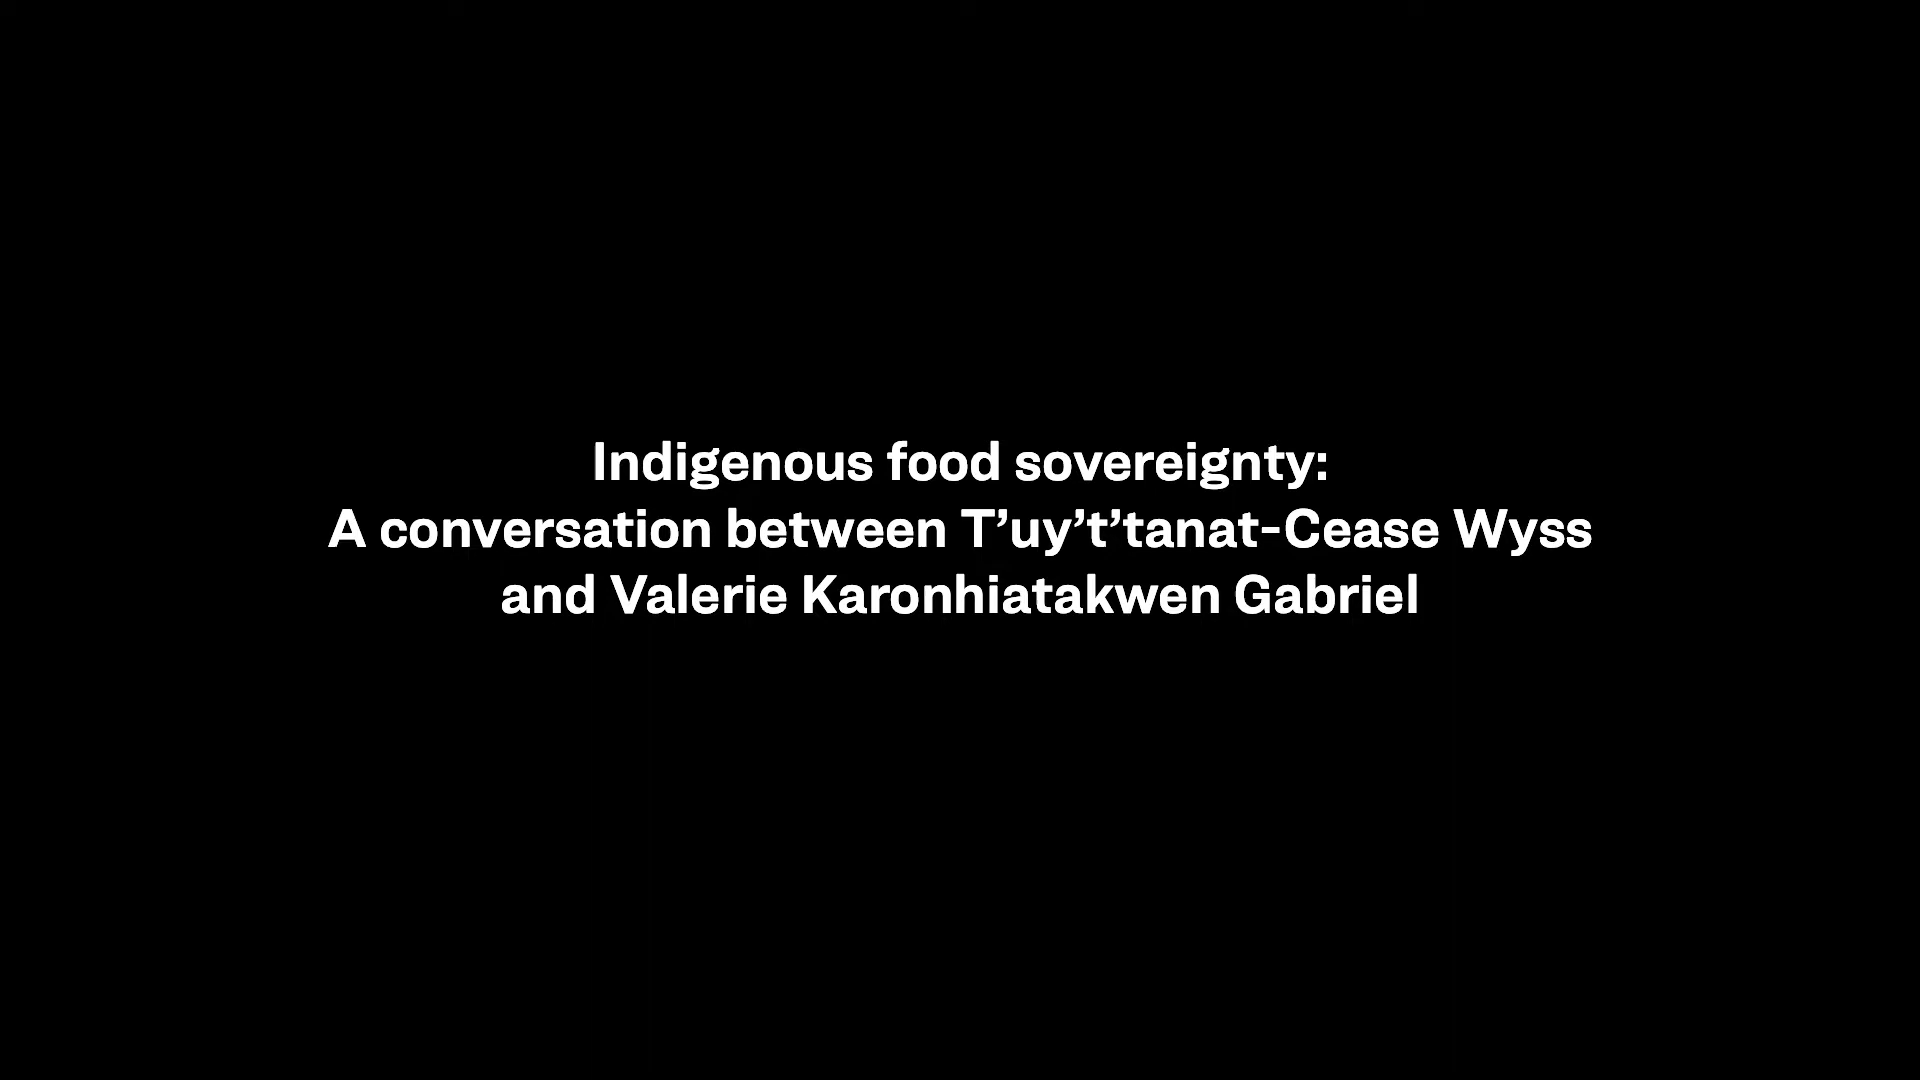 Indigenous food sovereignty:
A conversation between T’uy’t’tanat-Cease Wyss
and Valerie Karonhiatakwen Gabriel